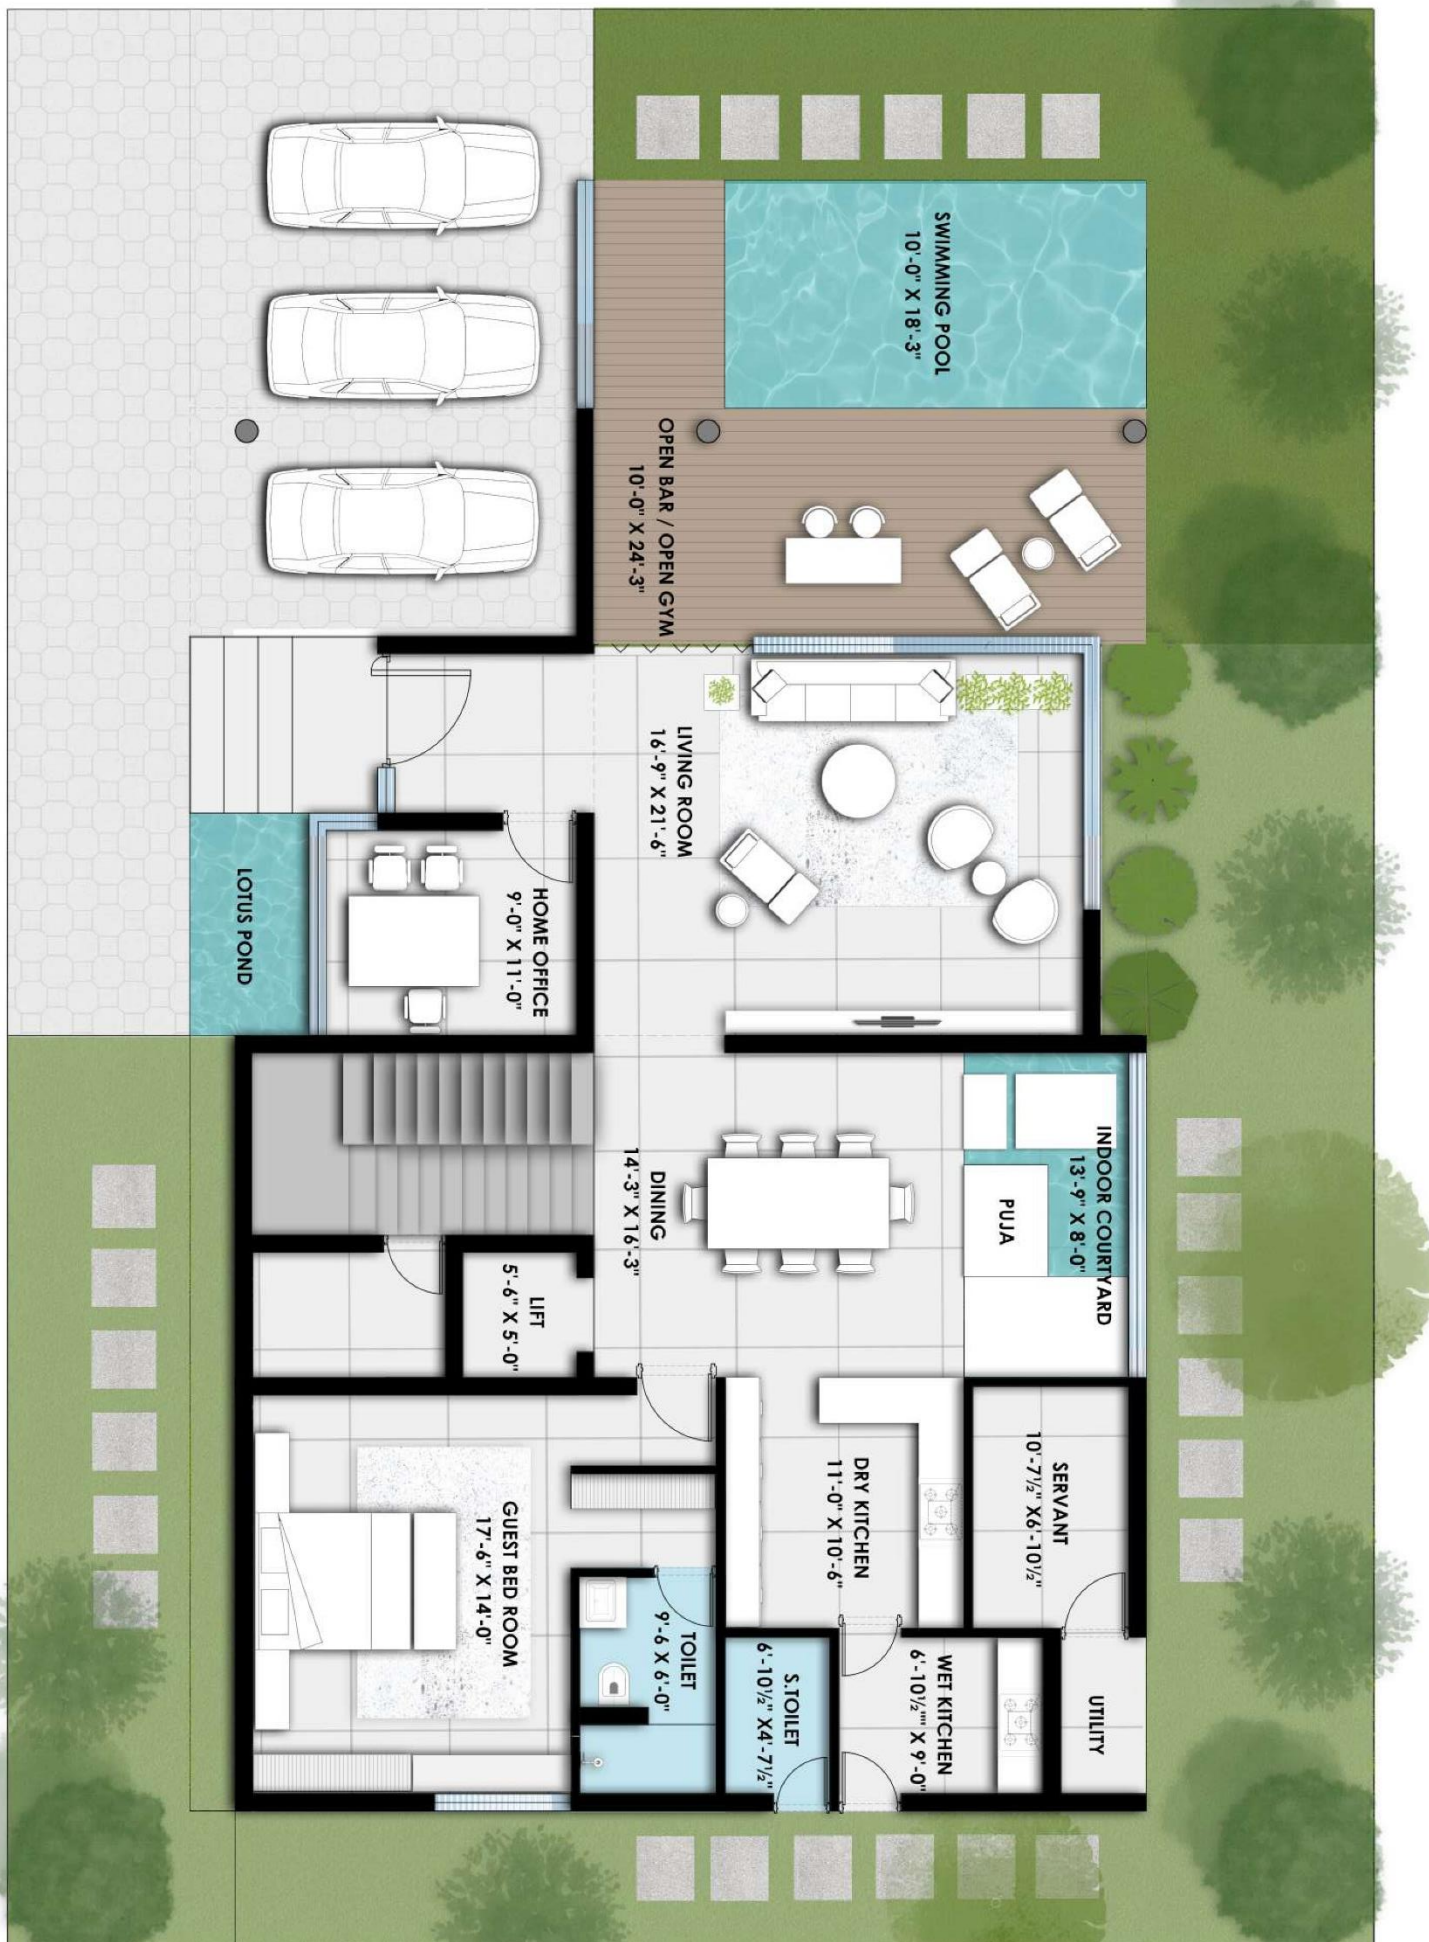 SWIMMING POOL
10'-0" X 18'-3"
OPEN BAR / OPEN GYM
10'-0" X 24'-3"
LIVING ROOM
16'-9" X 21'-6"
HOME OFFICE
9'-0" X 11'-0"
LOTUS POND
INDOOR COURTYARD
13'-9" X 8'-0"
PUJA
DINING
14'-3" X 16'-3"
LIFT
5'-6" X 5'-0"
SERVANT
10'-7½" X6'-10½"
DRY KITCHEN
11'-0" X 10'-6"
GUEST BED ROOM
17'-6" X 14'-0"
TOILET
9'-6 X 6'-0"
S.TOILET
6'-10½" X4'-7½"
WET KITCHEN
6'-10½"" X 9'-0"
UTILITY